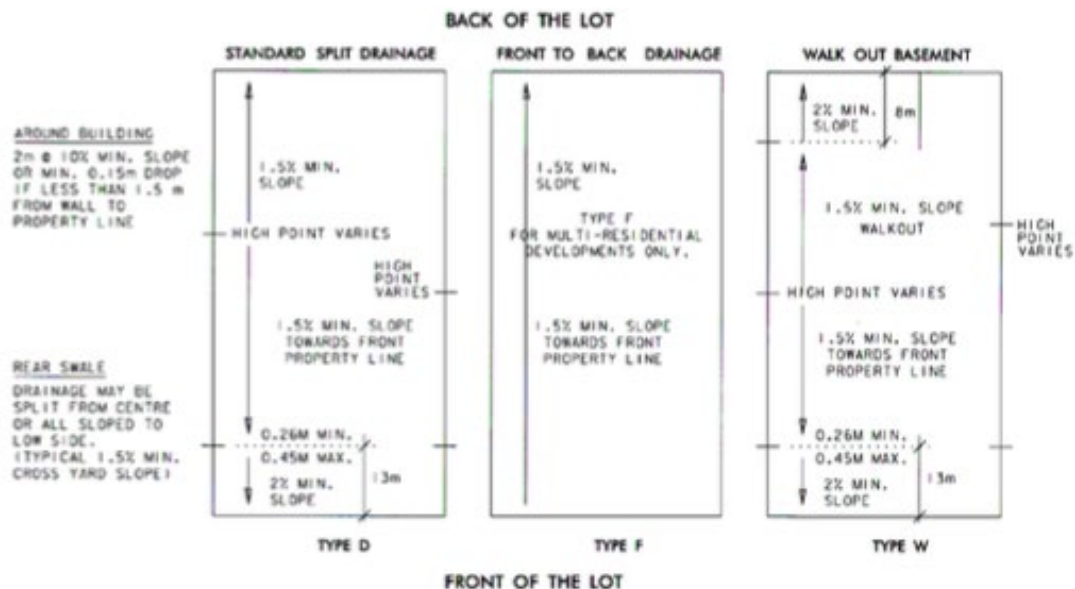 BACK OF THE LOT
STANDARD SPLIT DRAINAGE
FRONT TO BACK DRAINAGE
WALK OUT BASEMENT
AROUND BUILDING
2m @ 10% MIN. SLOPE
OR MIN. 0.15m DROP
IF LESS THAN 1.5 m
FROM WALL TO
PROPERTY LINE
REAR SWALE
DRAINAGE MAY BE
SPLIT FROM CENTRE
OR ALL SLOPED TO
LOW SIDE.
(TYPICAL 1.5% MIN.
CROSS YARD SLOPE)
1.5% MIN.
SLOPE
HIGH POINT VARIES
HIGH
POINT
VARIES
1.5% MIN. SLOPE
TOWARDS FRONT
PROPERTY LINE
0.26M MIN.
0.45M MAX.
2% MIN.
SLOPE
13m
TYPE D
1.5% MIN.
SLOPE
TYPE F
FOR MULTI-RESIDENTIAL
DEVELOPMENTS ONLY.
1.5% MIN. SLOPE
TOWARDS FRONT
PROPERTY LINE
TYPE F
2% MIN.
SLOPE
8m
1.5% MIN. SLOPE
WALKOUT
HIGH
POINT
VARIES
HIGH POINT VARIES
1.5% MIN. SLOPE
TOWARDS FRONT
PROPERTY LINE
0.26M MIN.
0.45M MAX.
2% MIN.
SLOPE
13m
TYPE W
FRONT OF THE LOT